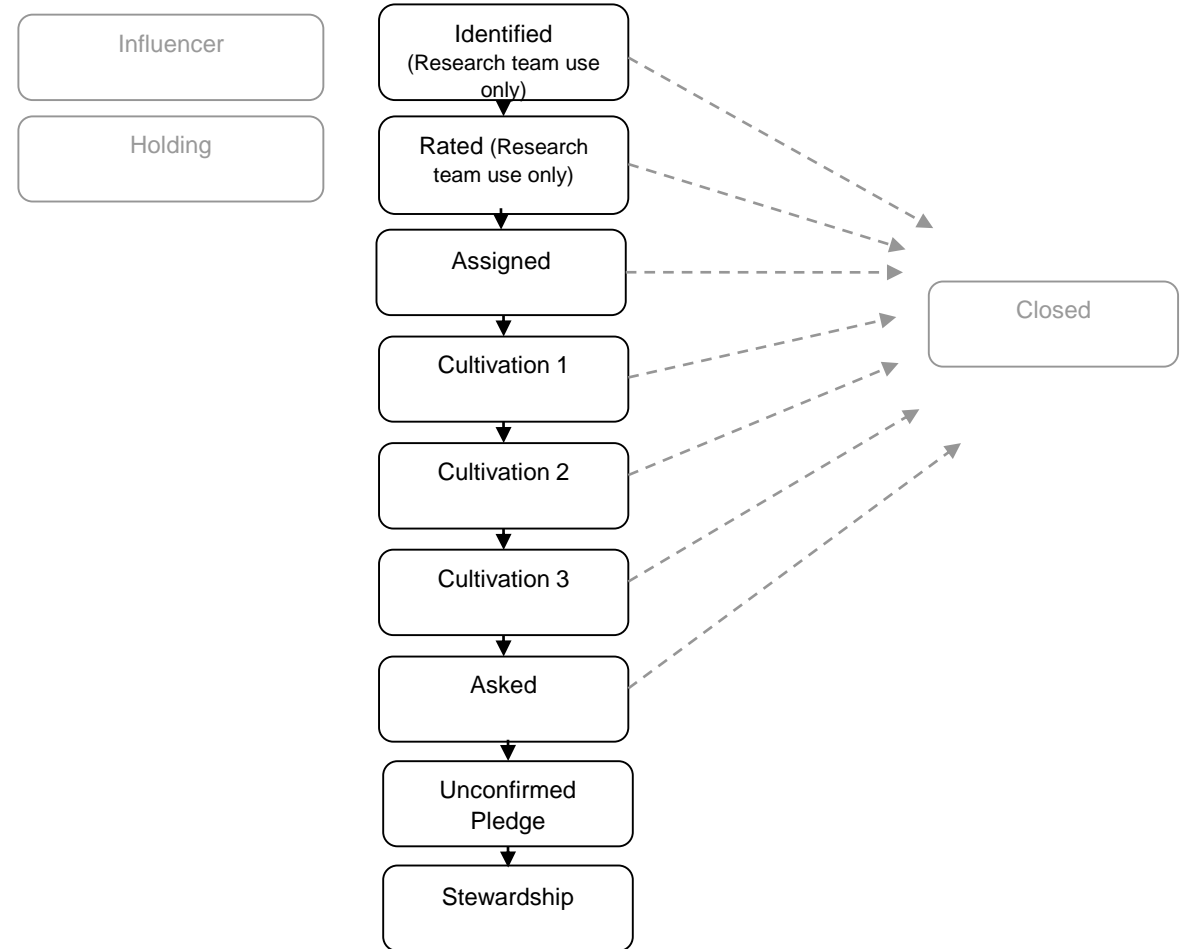 Influencer
Holding
Identified
(Research team use
only)
Rated (Research
team use only)
Assigned
Cultivation 1
Cultivation 2
Cultivation 3
Asked
Unconfirmed
Pledge
Stewardship
Closed